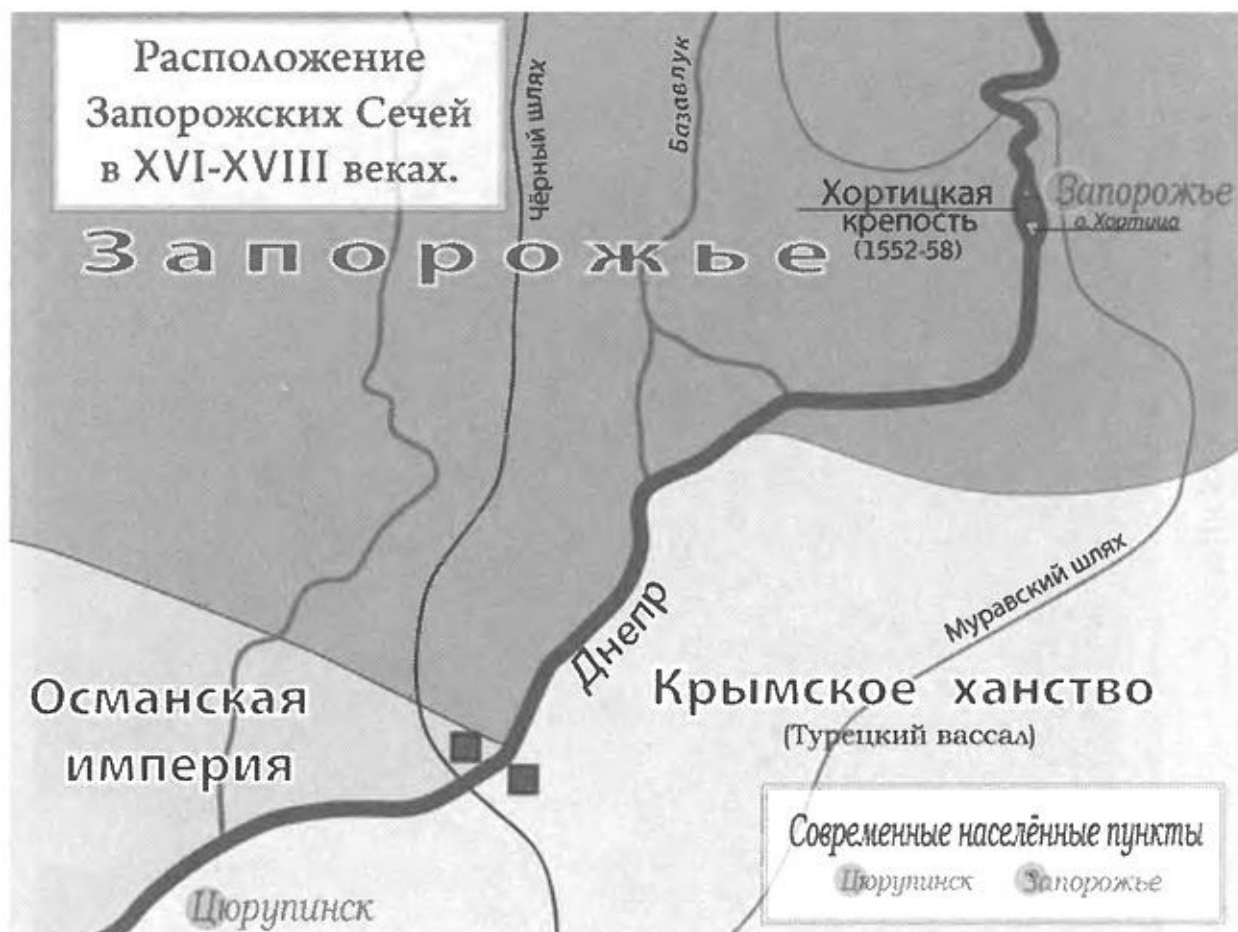 Расположение
Запорожских Сечей
в XVI-XVIII веках.
Чёрный шлях
Базавлук
Запорожье
Хортицкая
крепость
(1552-58)
Запорожье
о. Хортица
Днепр
Муравский шлях
Османская
империя
Крымское ханство
(Турецкий вассал)
Цюрупинск
Современные населённые пункты
Цюрупинск Запорожье